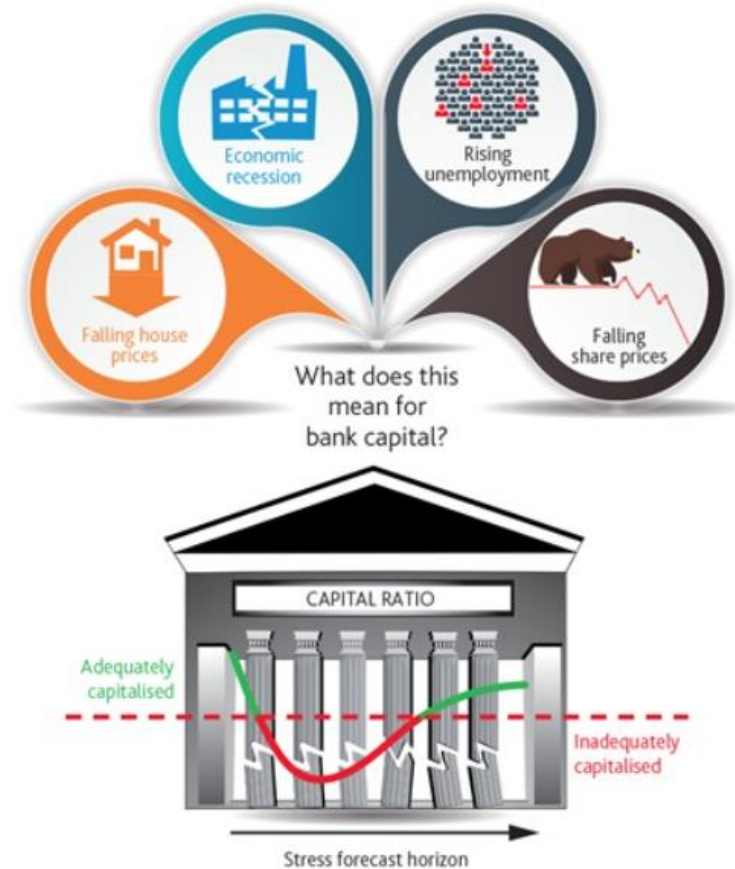 Economic
recession
Rising
unemployment
Falling house
prices
Falling
share prices
What does this
mean for
bank capital?
CAPITAL RATIO
Adequately
capitalised
Inadequately
capitalised
Stress forecast horizon